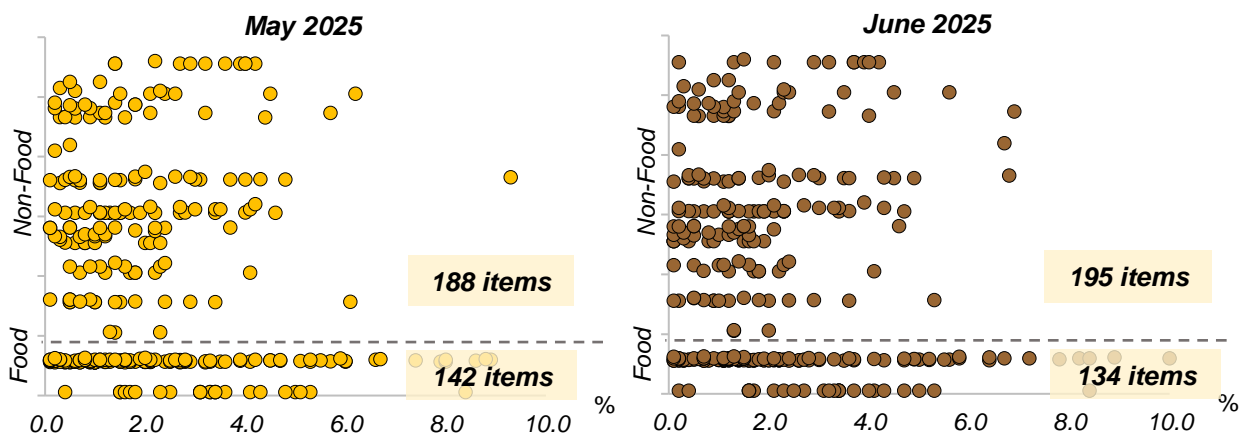 May 2025
Non-Food
Food
188 items
142 items
%
0.0 2.0 4.0 6.0 8.0 10.0
June 2025
Non-Food
Food
195 items
134 items
%
0.0 2.0 4.0 6.0 8.0 10.0